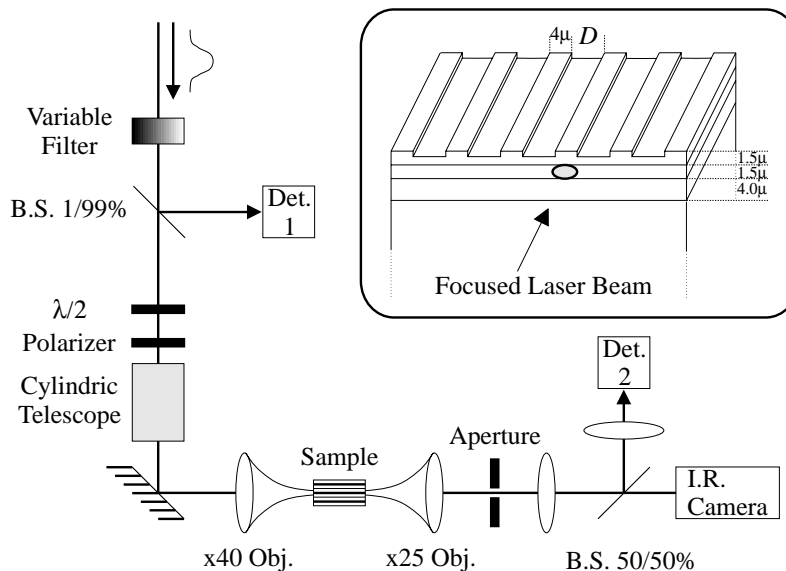 4μ D
Variable
Filter
1.5μ
1.5μ
4.0μ
B.S. 1/99%
Det.
1
Focused Laser Beam
λ/2
Polarizer
Det.
2
Cylindric
Telescope
Aperture
Sample
I.R.
Camera
x40 Obj.
x25 Obj.
B.S. 50/50%